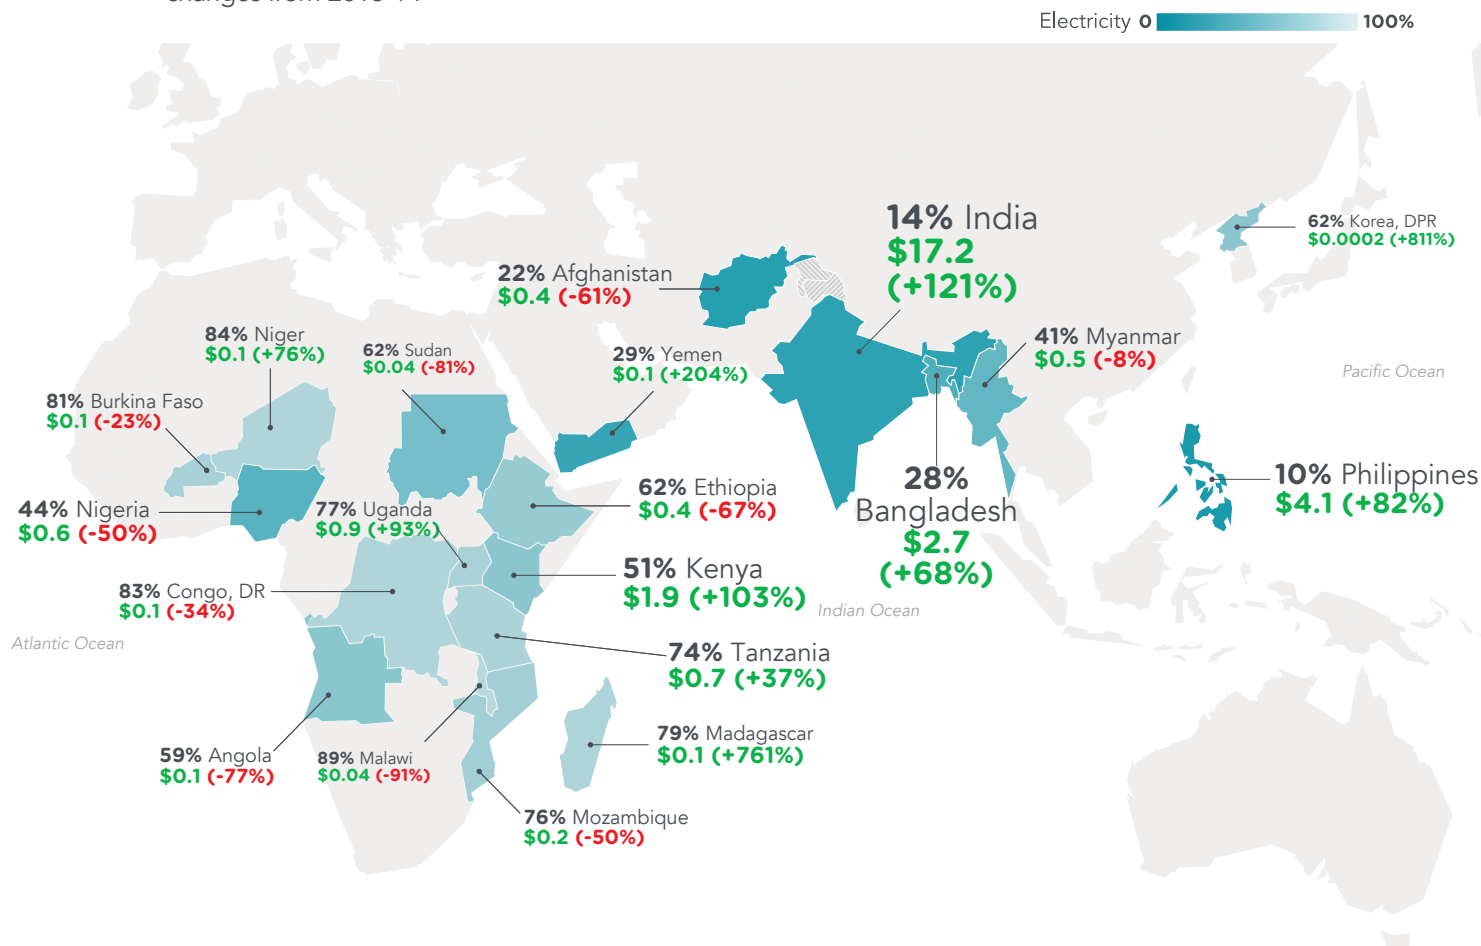 Electricity 0 100%
14% India
$17.2
(+121%)
62% Korea, DPR
$0.0002 (+811%)
22% Afghanistan
$0.4 (-61%)
84% Niger
$0.1 (+76%)
62% Sudan
$0.04 (-81%)
29% Yemen
$0.1 (+204%)
41% Myanmar
$0.5 (-8%)
Pacific Ocean
81% Burkina Faso
$0.1 (-23%)
44% Nigeria
$0.6 (-50%)
77% Uganda
$0.9 (+93%)
62% Ethiopia
$0.4 (-67%)
28%
Bangladesh
$2.7
(+68%)
10% Philippines
$4.1 (+82%)
83% Congo, DR
$0.1 (-34%)
51% Kenya
$1.9 (+103%)
Indian Ocean
Atlantic Ocean
74% Tanzania
$0.7 (+37%)
59% Angola
$0.1 (-77%)
89% Malawi
$0.04 (-91%)
79% Madagascar
$0.1 (+761%)
76% Mozambique
$0.2 (-50%)